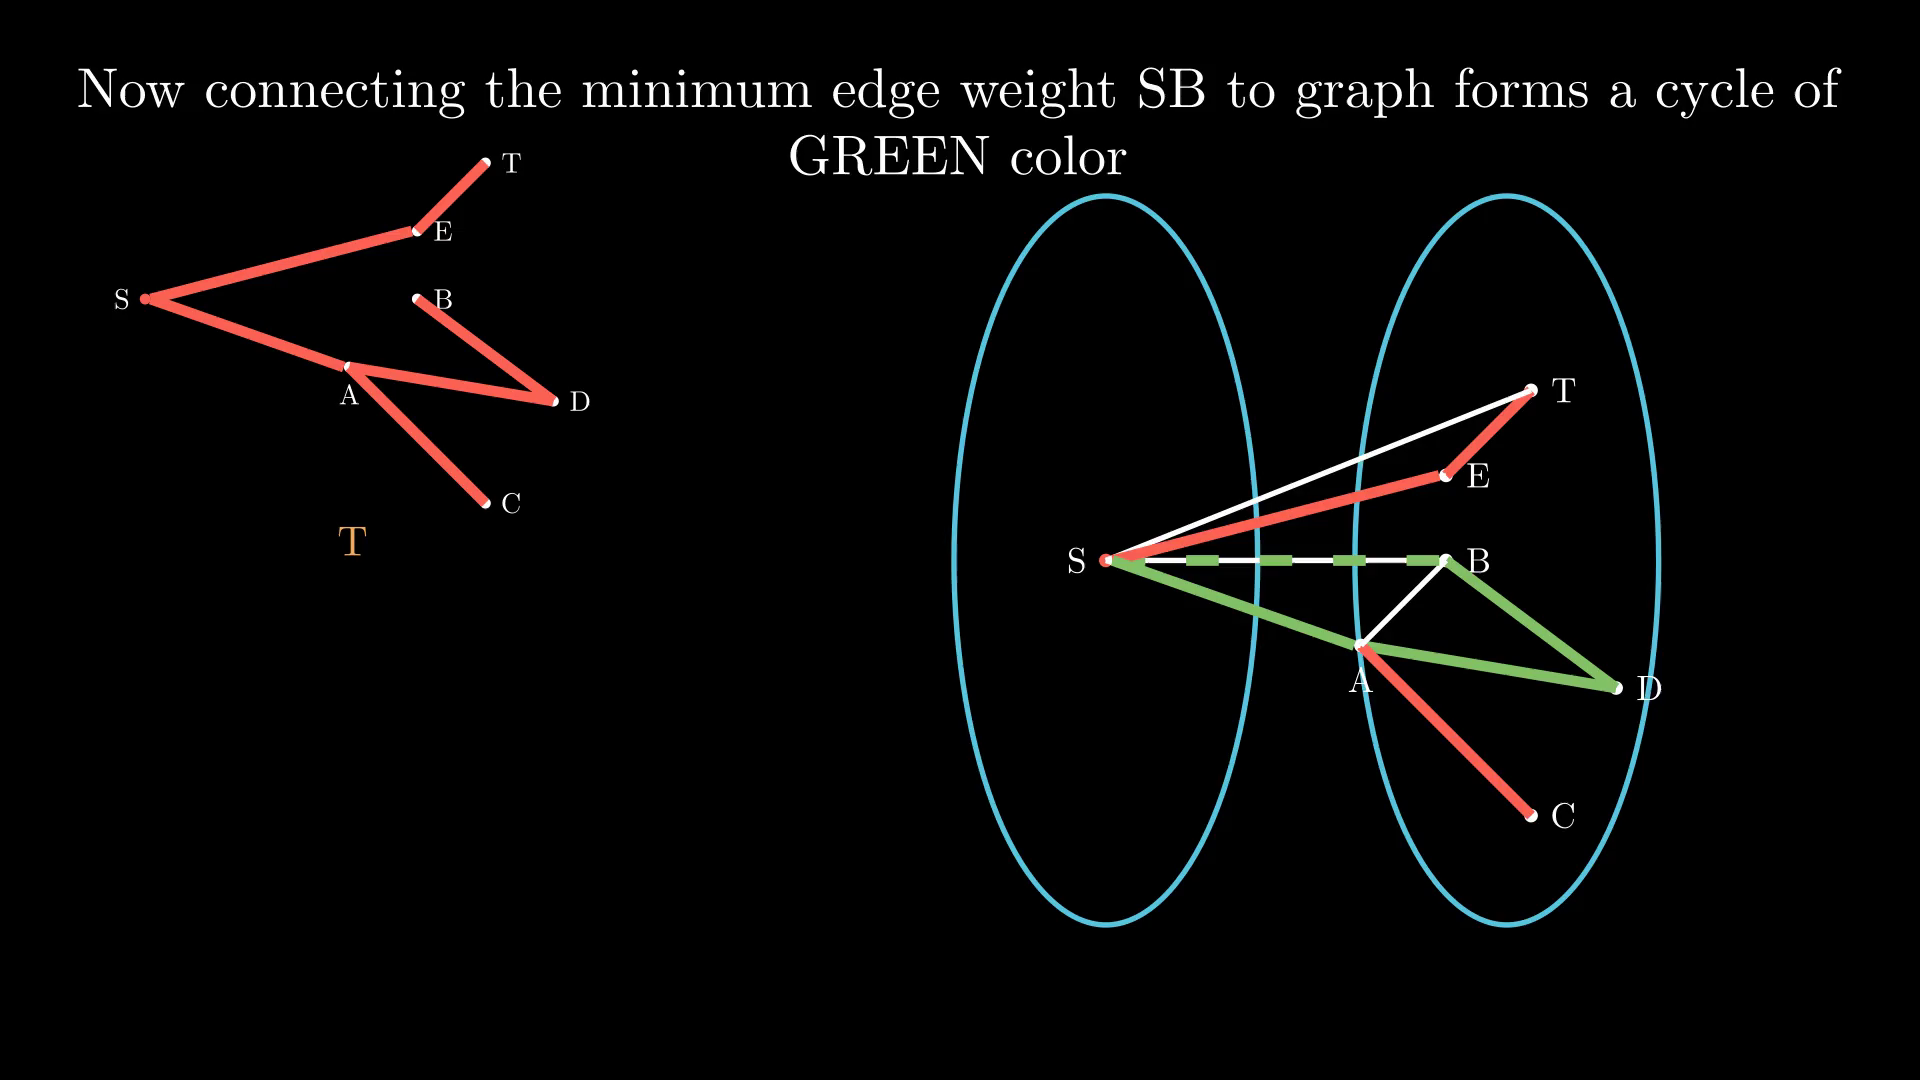 Now connecting the minimum edge weight SB to graph forms a cycle of
GREEN color
T
E
S
B
A
D
C
T
T
E
S
B
A
D
C